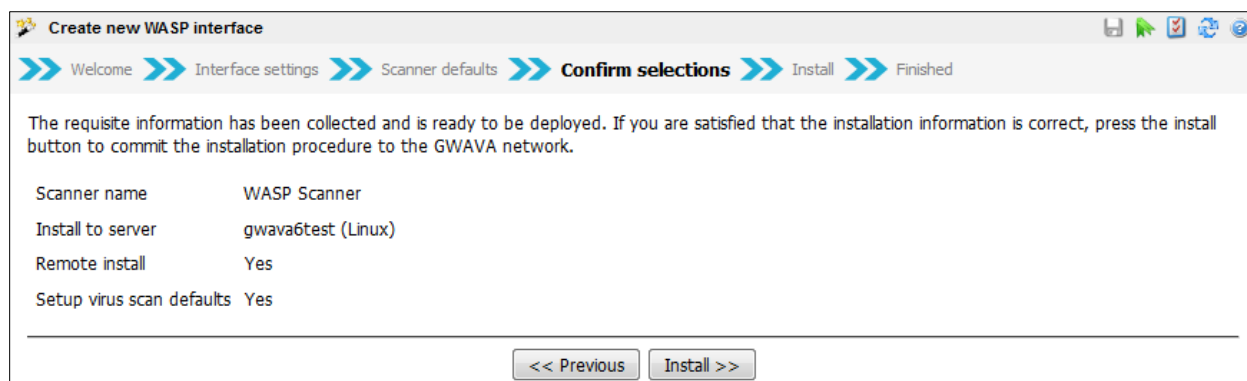 Create new WASP interface
Welcome Interface settings Scanner defaults Confirm selections Install Finished
The requisite information has been collected and is ready to be deployed. If you are satisfied that the installation information is correct, press the install
button to commit the installation procedure to the GWAVA network.
Scanner name WASP Scanner
Install to server gwava6test (Linux)
Remote install Yes
Setup virus scan defaults Yes
<< Previous Install >>